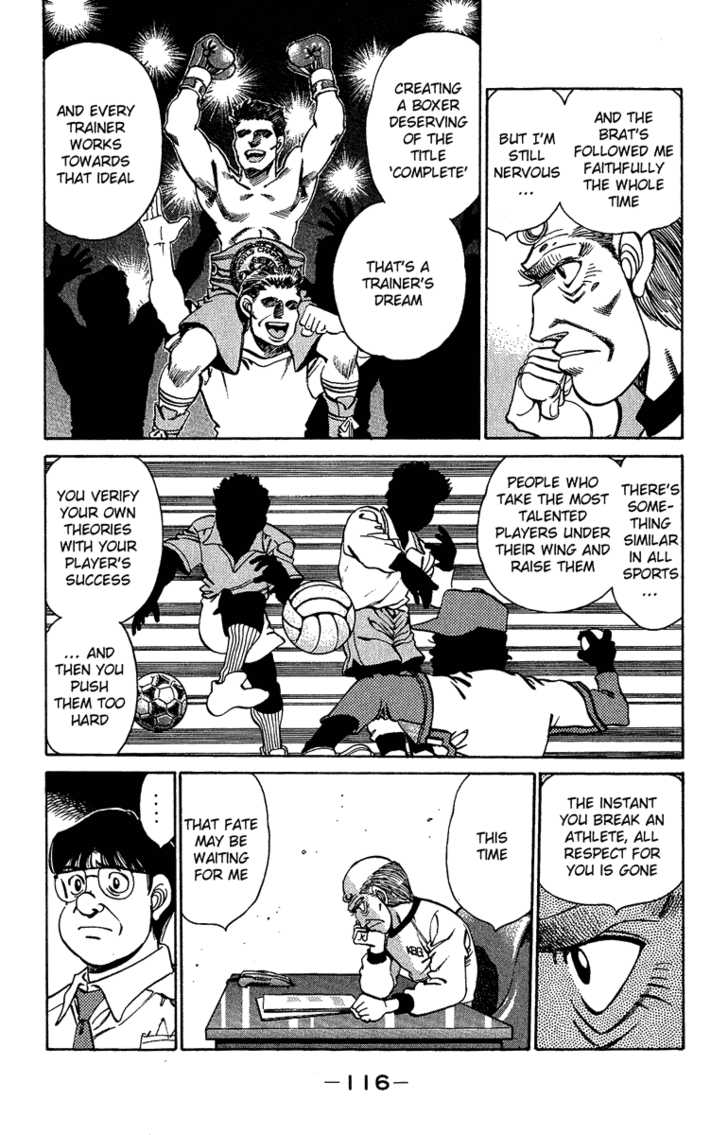 AND THE
BRAT'S
FOLLOWED ME
FAITHFULLY
THE WHOLE
TIME
BUT I'M
STILL
NERVOUS
...
CREATING
A BOXER
DESERVING
OF THE
TITLE
'COMPLETE'
THAT'S A
TRAINER'S
DREAM
AND EVERY
TRAINER
WORKS
TOWARDS
THAT IDEAL
THERE'S
SOME-
THING
SIMILAR
IN ALL
SPORTS
...
PEOPLE WHO
TAKE THE MOST
TALENTED
PLAYERS UNDER
THEIR WING AND
RAISE THEM
YOU VERIFY
YOUR OWN
THEORIES
WITH YOUR
PLAYER'S
SUCCESS
... AND
THEN YOU
PUSH
THEM TOO
HARD
THE INSTANT
YOU BREAK AN
ATHLETE, ALL
RESPECT FOR
YOU IS GONE
THIS
TIME
THAT FATE
MAY BE
WAITING
FOR ME
KBG
...
-116-